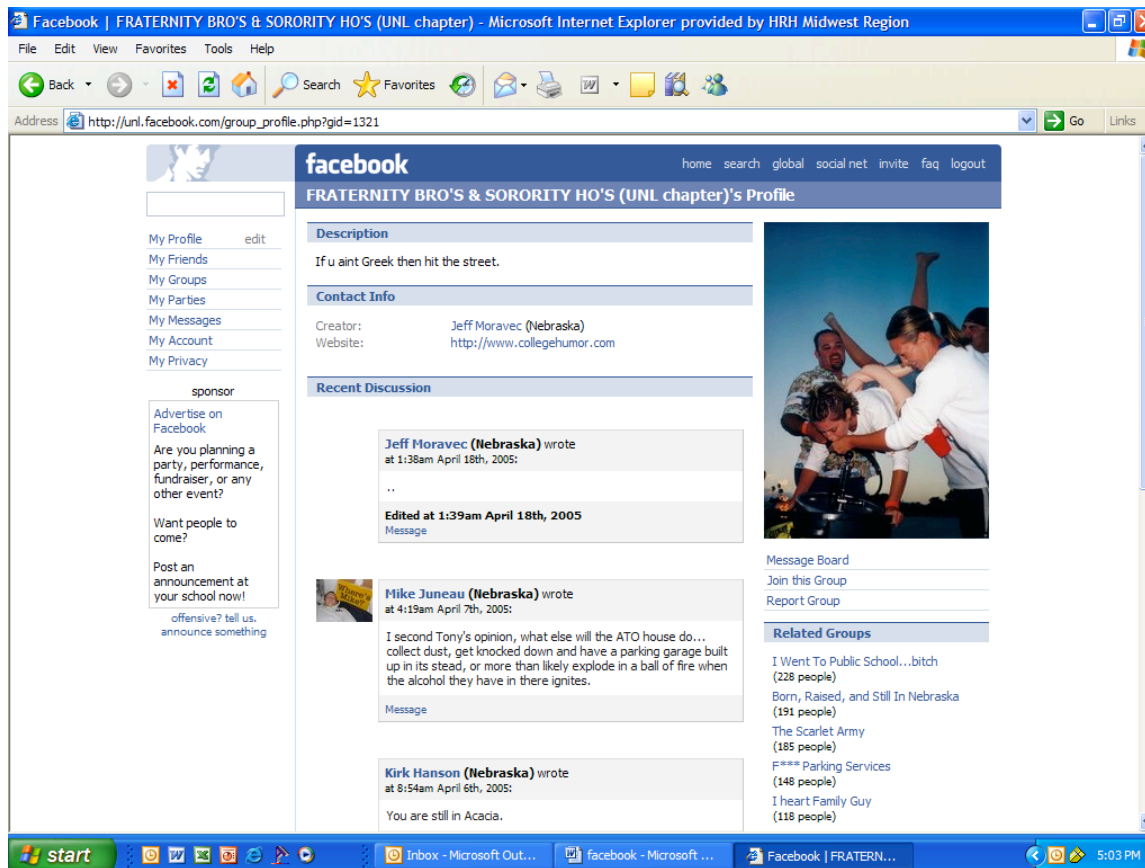 Facebook | FRATERNITY BRO'S & SORORITY HO'S (UNL chapter) - Microsoft Internet Explorer provided by HRH Midwest Region
File Edit View Favorites Tools Help
Back Search Favorites
Address http://unl.facebook.com/group_profile.php?gid=1321 Go Links
facebook home search global social net invite faq logout
FRATERNITY BRO'S & SORORITY HO'S (UNL chapter)'s Profile
My Profile edit
My Friends
My Groups
My Parties
My Messages
My Account
My Privacy
sponsor
Advertise on
Facebook
Are you planning a
party, performance,
fundraiser, or any
other event?
Want people to
come?
Post an
announcement at
your school now!
offensive? tell us.
announce something
Description
If u aint Greek then hit the street.
Contact Info
Creator: Jeff Moravec (Nebraska)
Website: http://www.collegehumor.com
Recent Discussion
Jeff Moravec (Nebraska) wrote
at 1:38am April 18th, 2005:
..
Edited at 1:39am April 18th, 2005
Message
Where's
Mike?
Mike Juneau (Nebraska) wrote
at 4:19am April 7th, 2005:
I second Tony's opinion, what else will the ATO house do...
collect dust, get knocked down and have a parking garage built
up in its stead, or more than likely explode in a ball of fire when
the alcohol they have in there ignites.
Message
Kirk Hanson (Nebraska) wrote
at 8:54am April 6th, 2005:
You are still in Acacia.
Message Board
Join this Group
Report Group
Related Groups
I Went To Public School...bitch
(228 people)
Born, Raised, and Still In Nebraska
(191 people)
The Scarlet Army
(185 people)
F*** Parking Services
(148 people)
I heart Family Guy
(118 people)
start Inbox - Microsoft Out... facebook - Microsoft ... Facebook | FRATERN... 5:03 PM